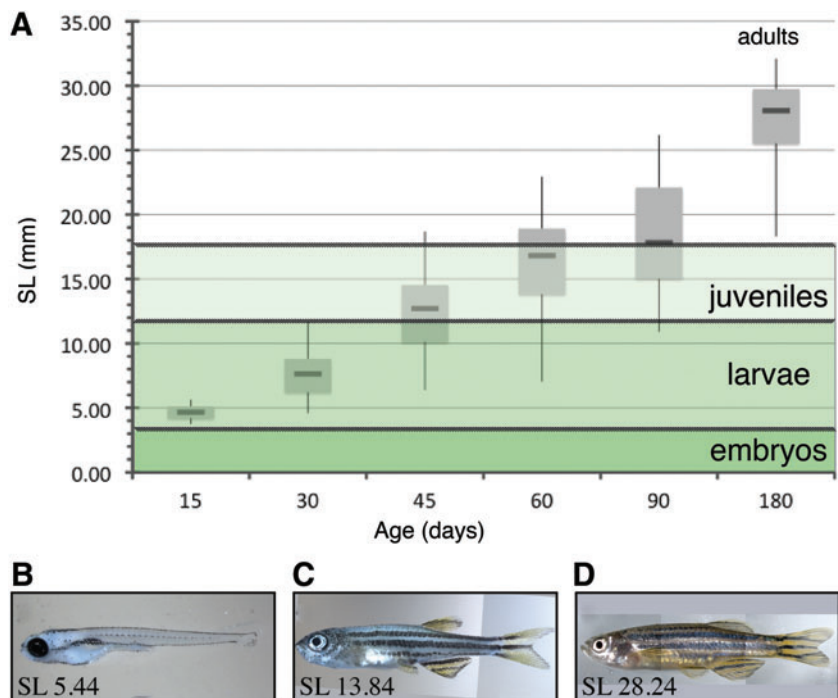 A
35.00
adults
30.00
25.00
20.00
SL (mm)
15.00
juveniles
10.00
larvae
5.00
embryos
0.00
15 30 45 60 90 180
Age (days)
B C D
SL 5.44 SL 13.84 SL 28.24